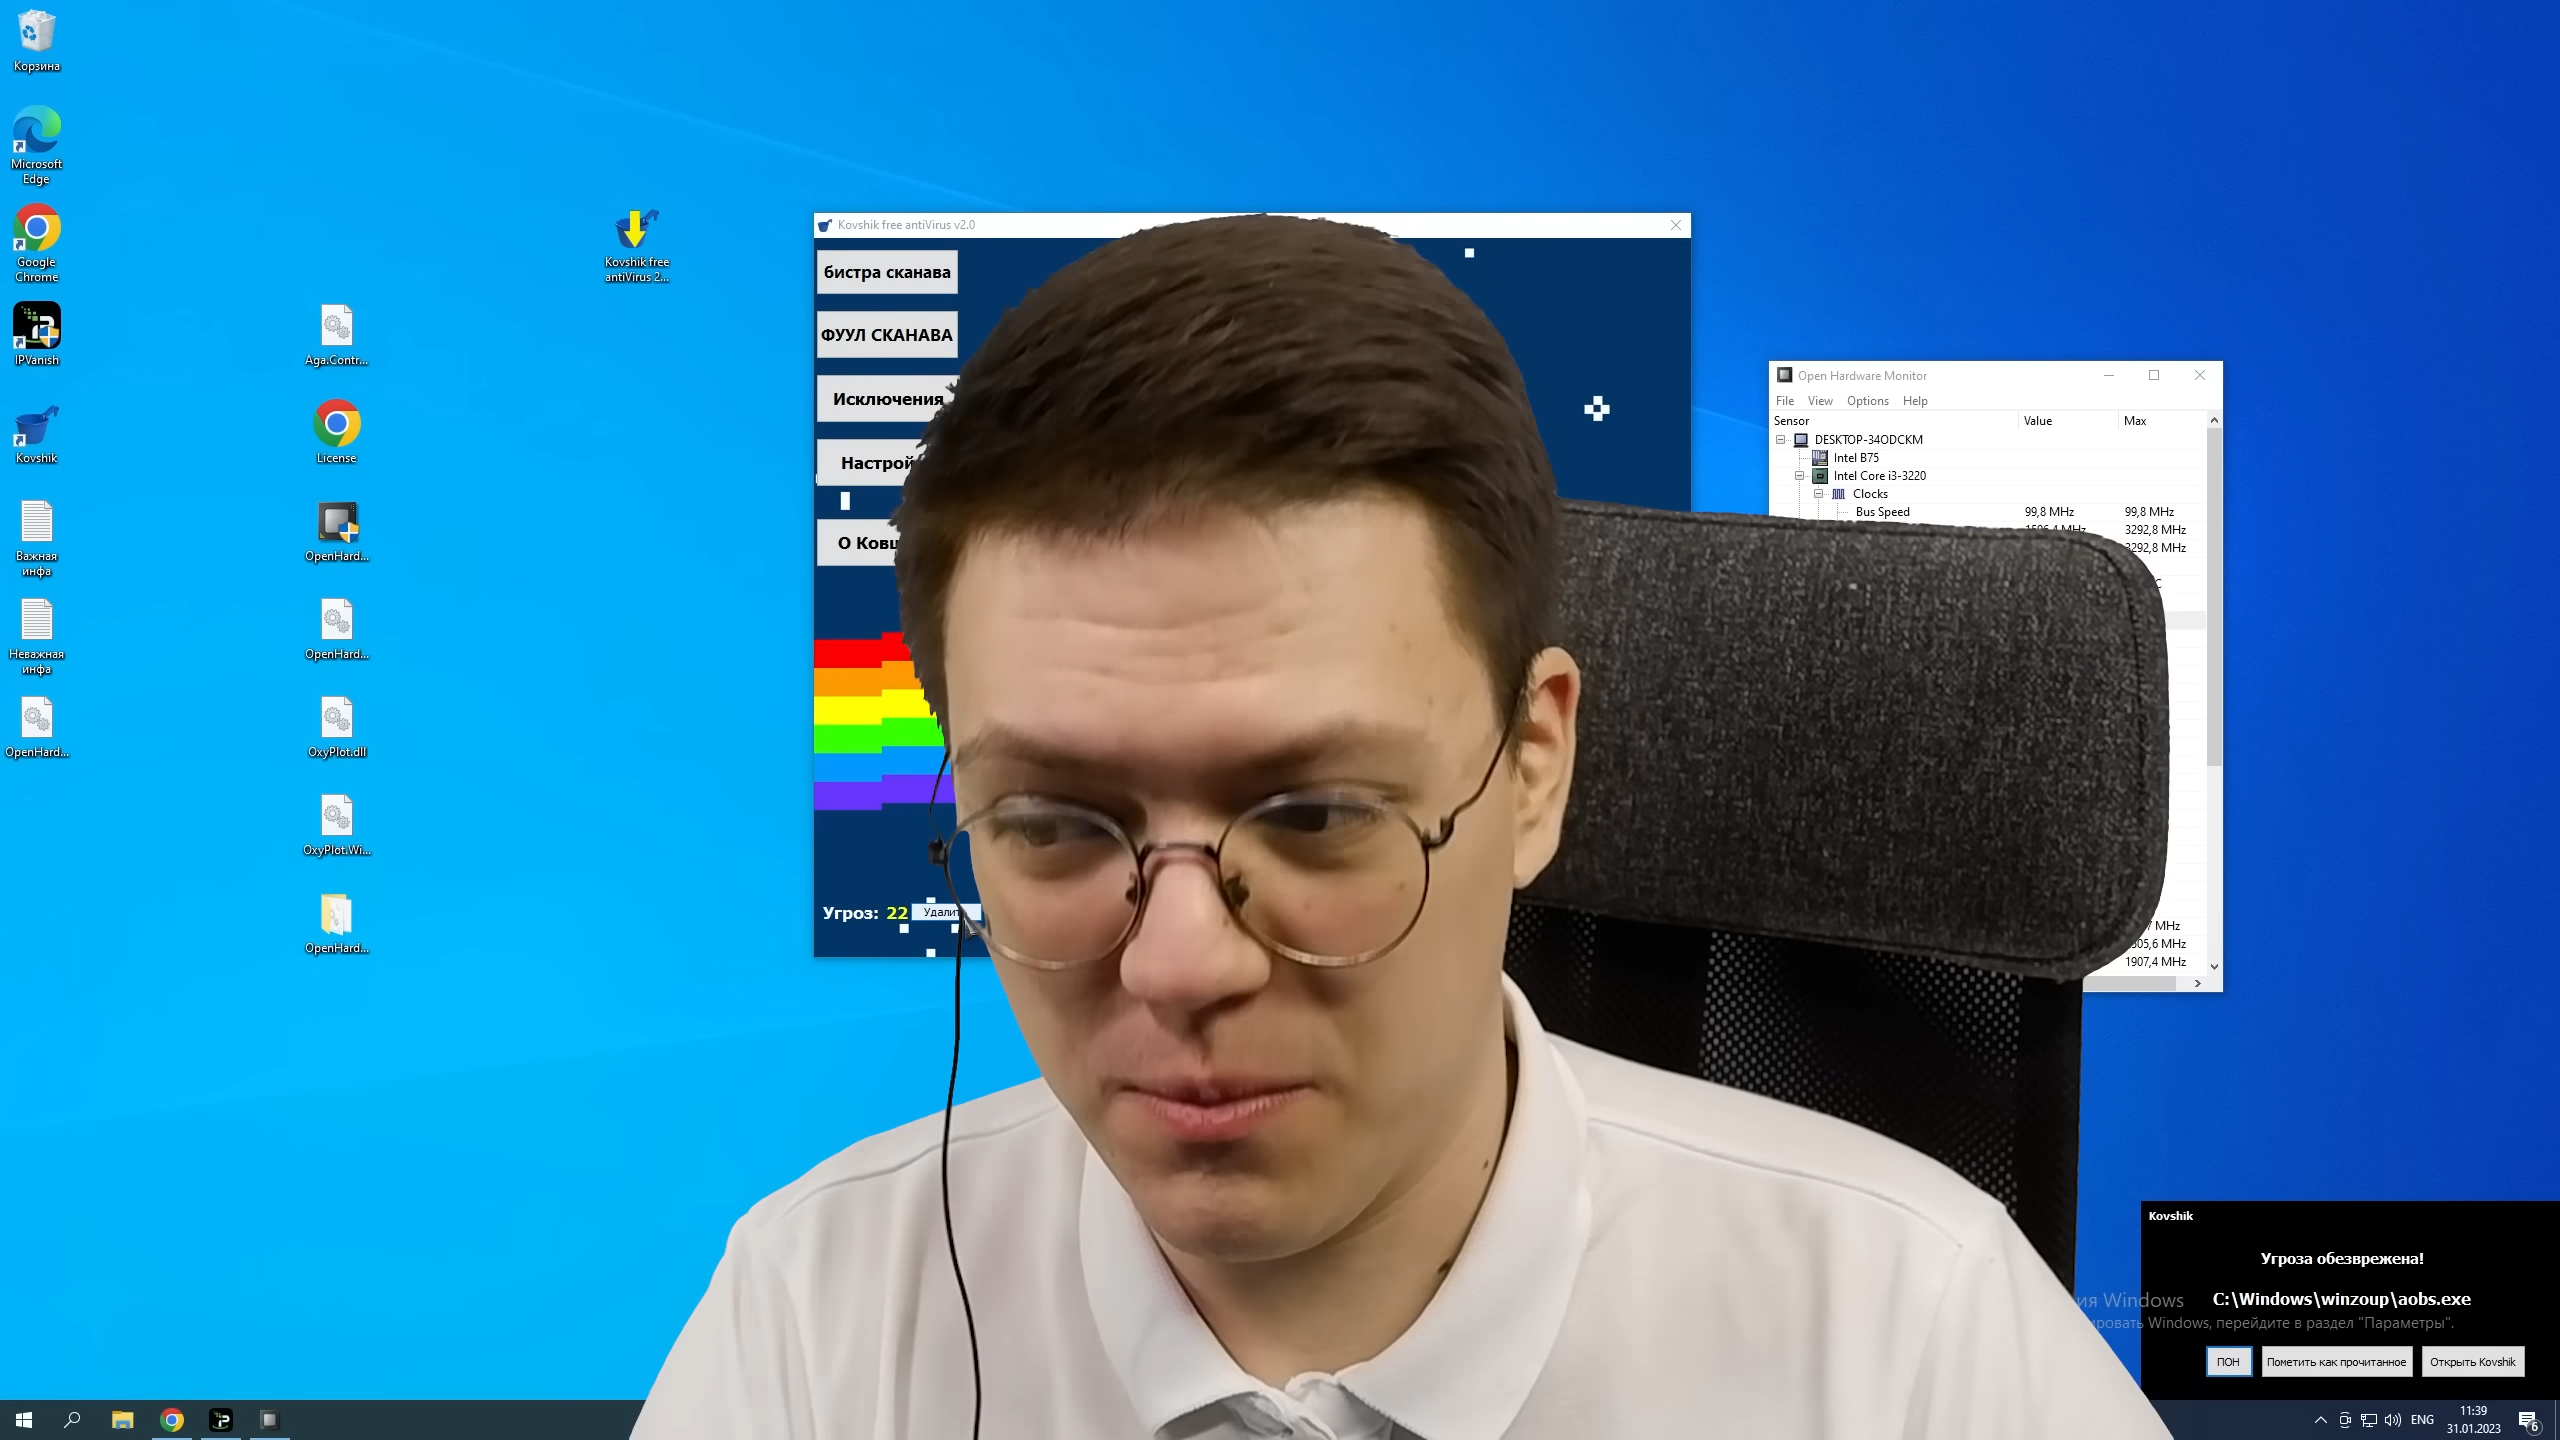 Корзина
Microsoft
Edge
Google
Chrome
IPVanish
Kovshik
Важная
инфа
Неважная
инфа
OpenHard...
Aga.Contr...
License
OpenHard...
OpenHard...
OxyPlot.dll
OxyPlot.Wi...
OpenHard...
Kovshik free
antiVirus 2...
Kovshik free antiVirus v2.0
бистра сканава
ФУУЛ СКАНАВА
Исключения
Угроз: 22
Open Hardware Monitor
File View Options Help
Sensor Value Max
DESKTOP-34ODCKM
Intel B75
Intel Core i3-3220
Clocks
Bus Speed 99,8 MHz 99,8 MHz
3292,8 MHz
3292,8 MHz
MHz
MHz
1907,4 MHz
Kovshik
Угроза обезврежена!
C:\Windows\winzoup\aobs.exe
Windows
Windows, перейдите в раздел "Параметры".
ПОН
Пометить как прочитанное
Открыть Kovshik
ENG
11:39
31.01.2023
6